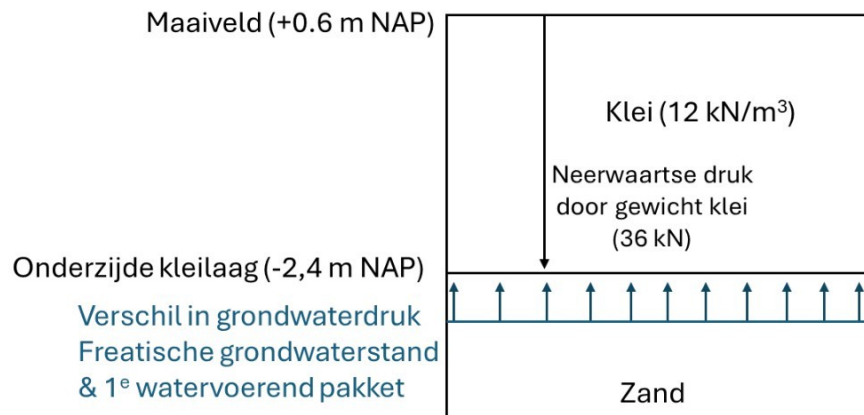 Maaiveld (+0.6 m NAP)
Klei (12 kN/m³)
Neerwaartse druk
door gewicht klei
(36 kN)
Onderzijde kleilaag (-2,4 m NAP)
Verschil in grondwaterdruk
Freatische grondwaterstand
& 1ᵉ watervoerend pakket
Zand